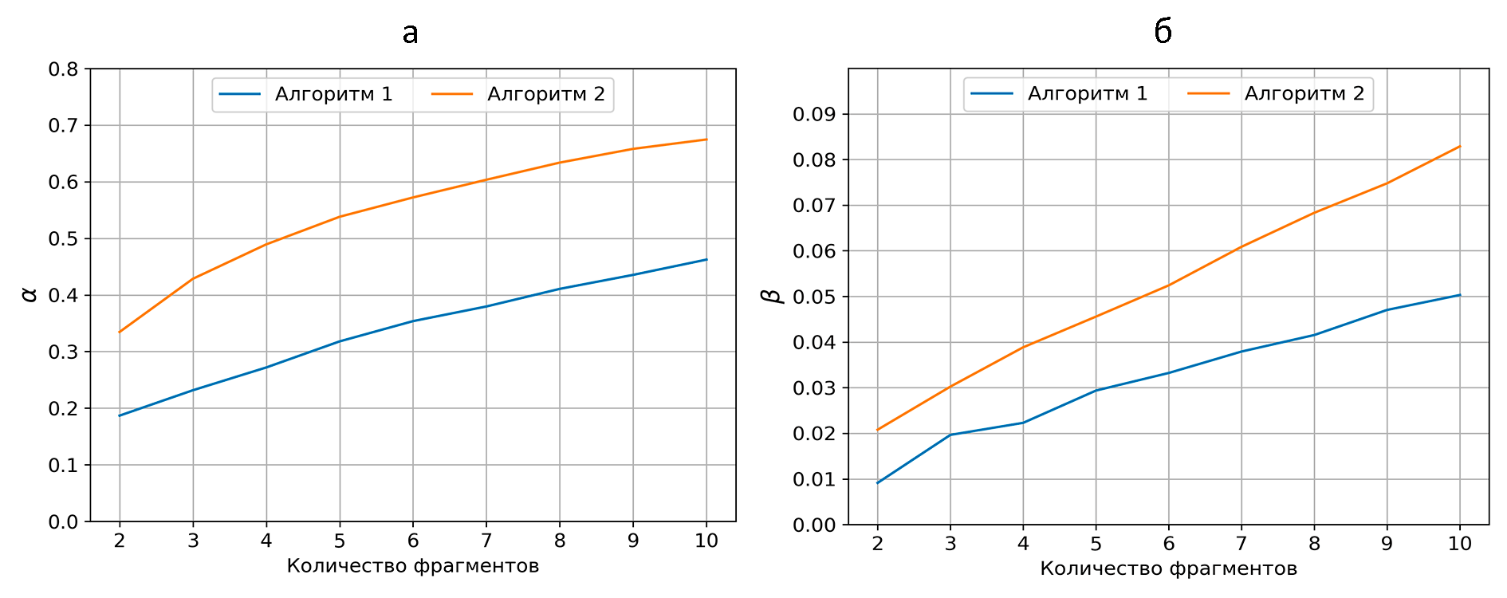 а
0.8
0.7
0.6
0.5
0.4
0.3
0.2
0.1
0.0
α
Алгоритм 1 Алгоритм 2
2 3 4 5 6 7 8 9 10
Количество фрагментов
б
0.09
0.08
0.07
0.06
0.05
0.04
0.03
0.02
0.01
0.00
β
Алгоритм 1 Алгоритм 2
2 3 4 5 6 7 8 9 10
Количество фрагментов